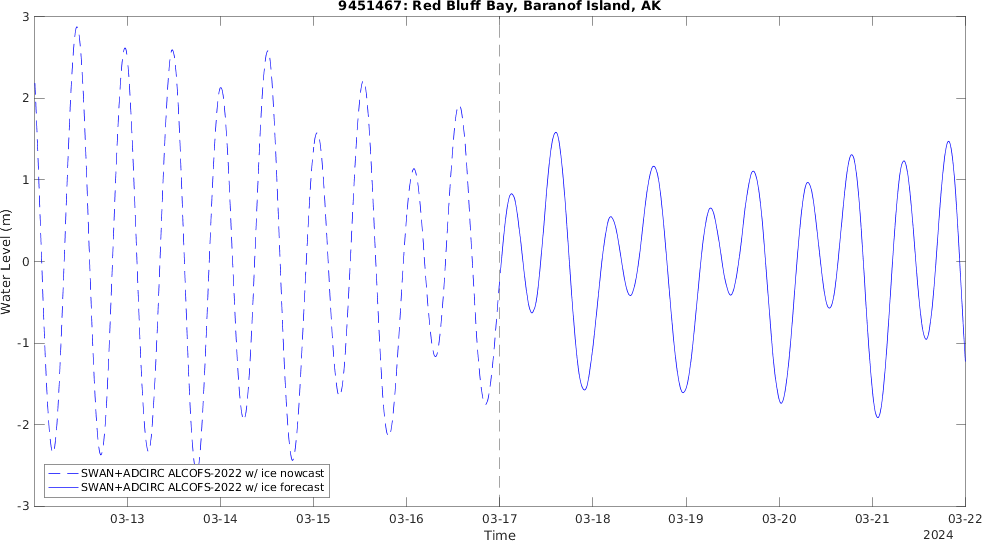 9451467: Red Bluff Bay, Baranof Island, AK
Water Level (m)
3
2
1
0
-1
-2
-3
SWAN+ADCIRC ALCOFS-2022 w/ ice nowcast
SWAN+ADCIRC ALCOFS-2022 w/ ice forecast
03-13 03-14 03-15 03-16 03-17 03-18 03-19 03-20 03-21 03-22
Time
2024